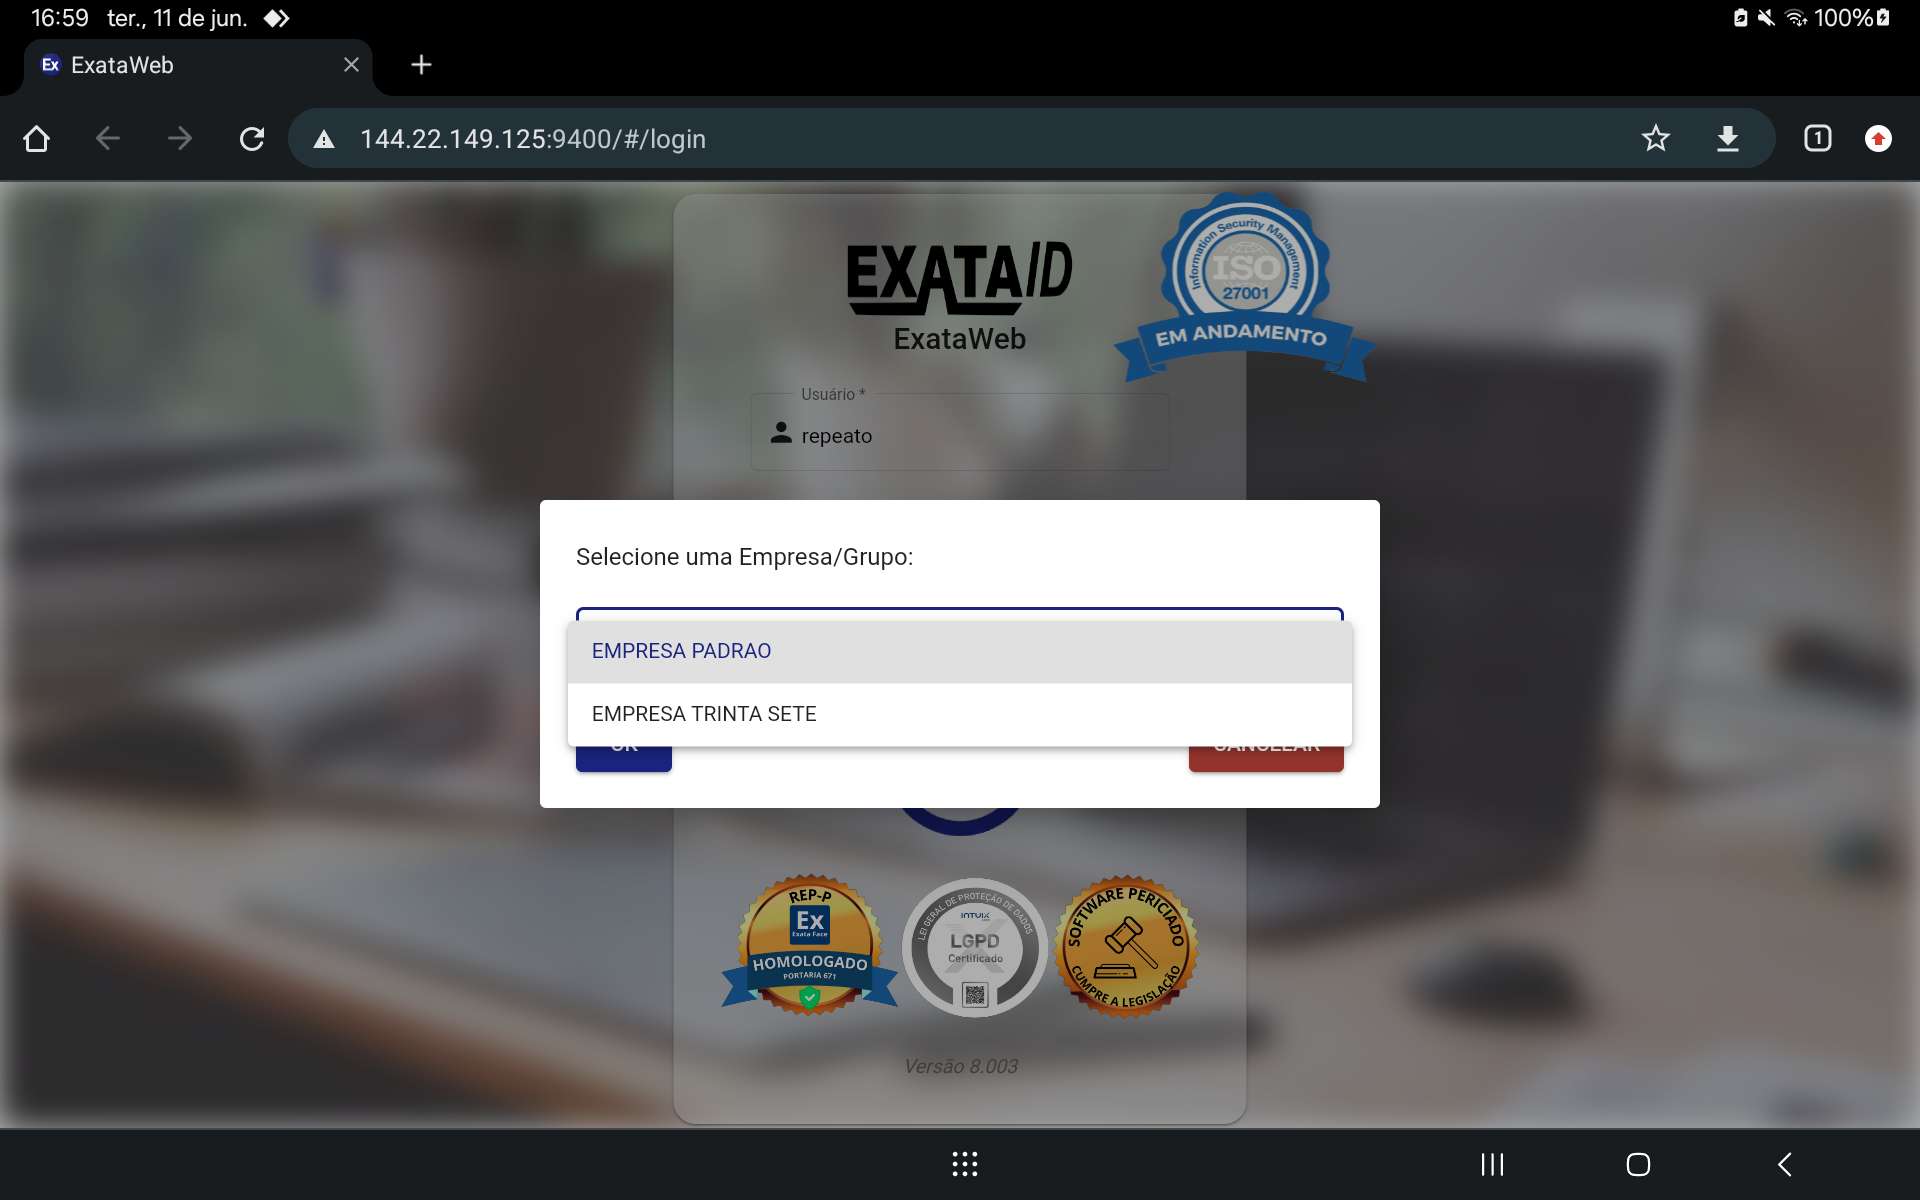 16:59 ter., 11 de jun.
100%
Ex ExataWeb
144.22.149.125:9400/#/login
1
EXATAID
ExataWeb
Information Security Management
ISO
27001
EM ANDAMENTO
Usuário *
repeato
Selecione uma Empresa/Grupo:
EMPRESA PADRAO
EMPRESA TRINTA SETE
OK
CANCELAR
REP-P
Ex
Exata Face
HOMOLOGADO
PORTARIA 671
LEI GERAL DE PROTEÇÃO DE DADOS
INTUIX
LGPD
Certificado
SOFTWARE PERICIADO
CUMPRE A LEGISLAÇÃO
Versão 8.003